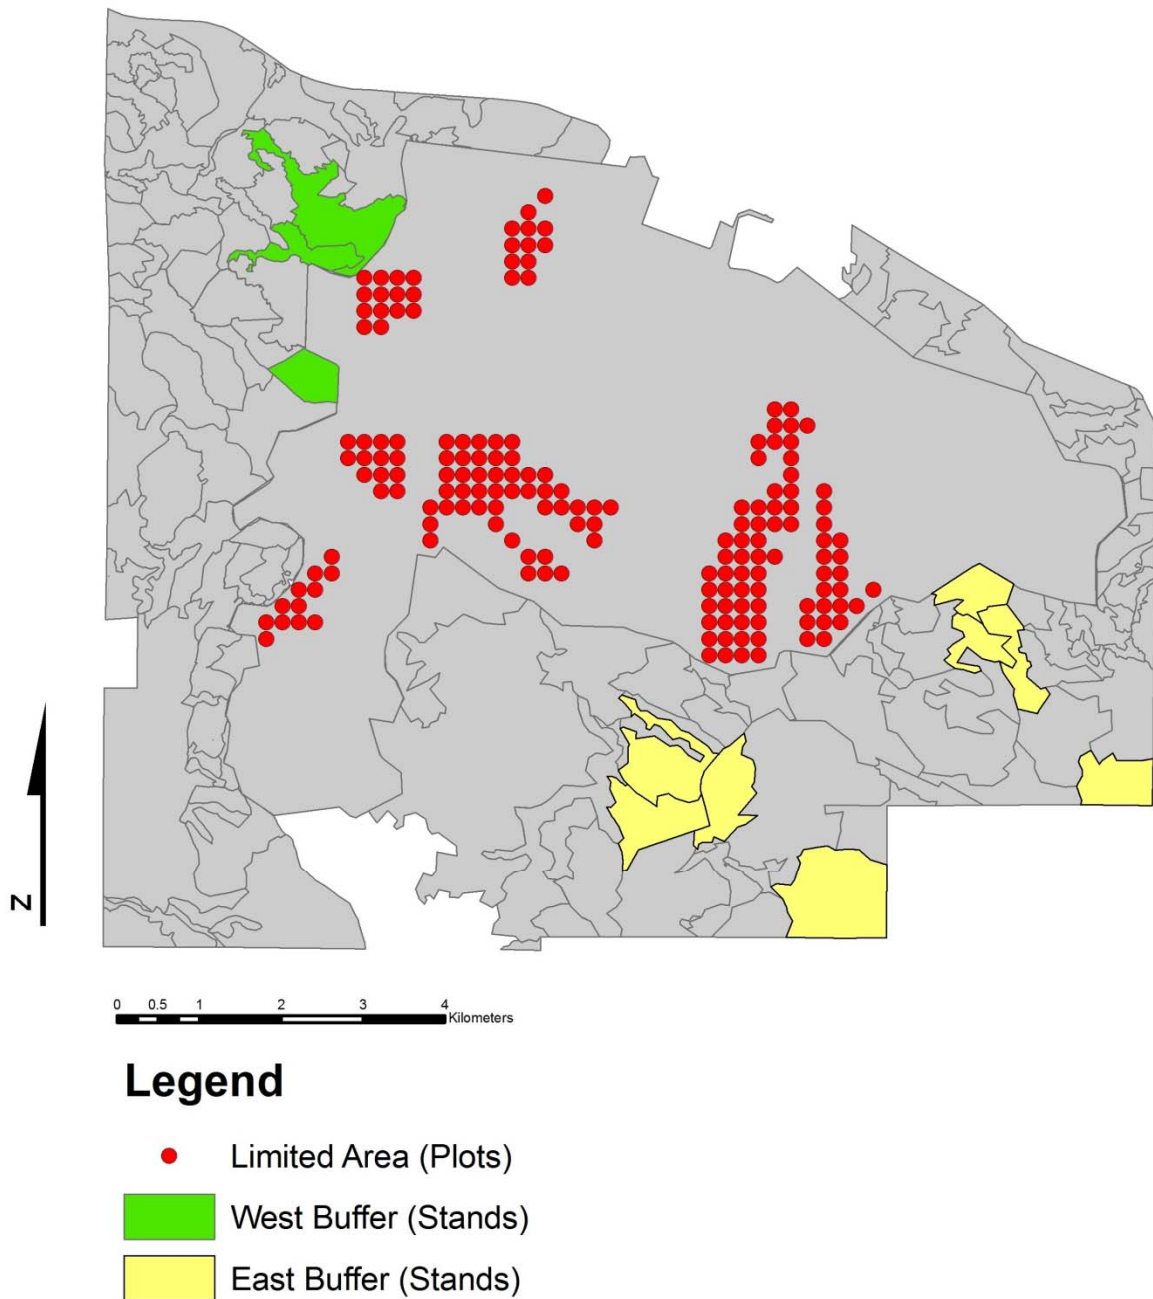 N
0 0.5 1 2 3 4
Kilometers
Legend
Limited Area (Plots)
West Buffer (Stands)
East Buffer (Stands)